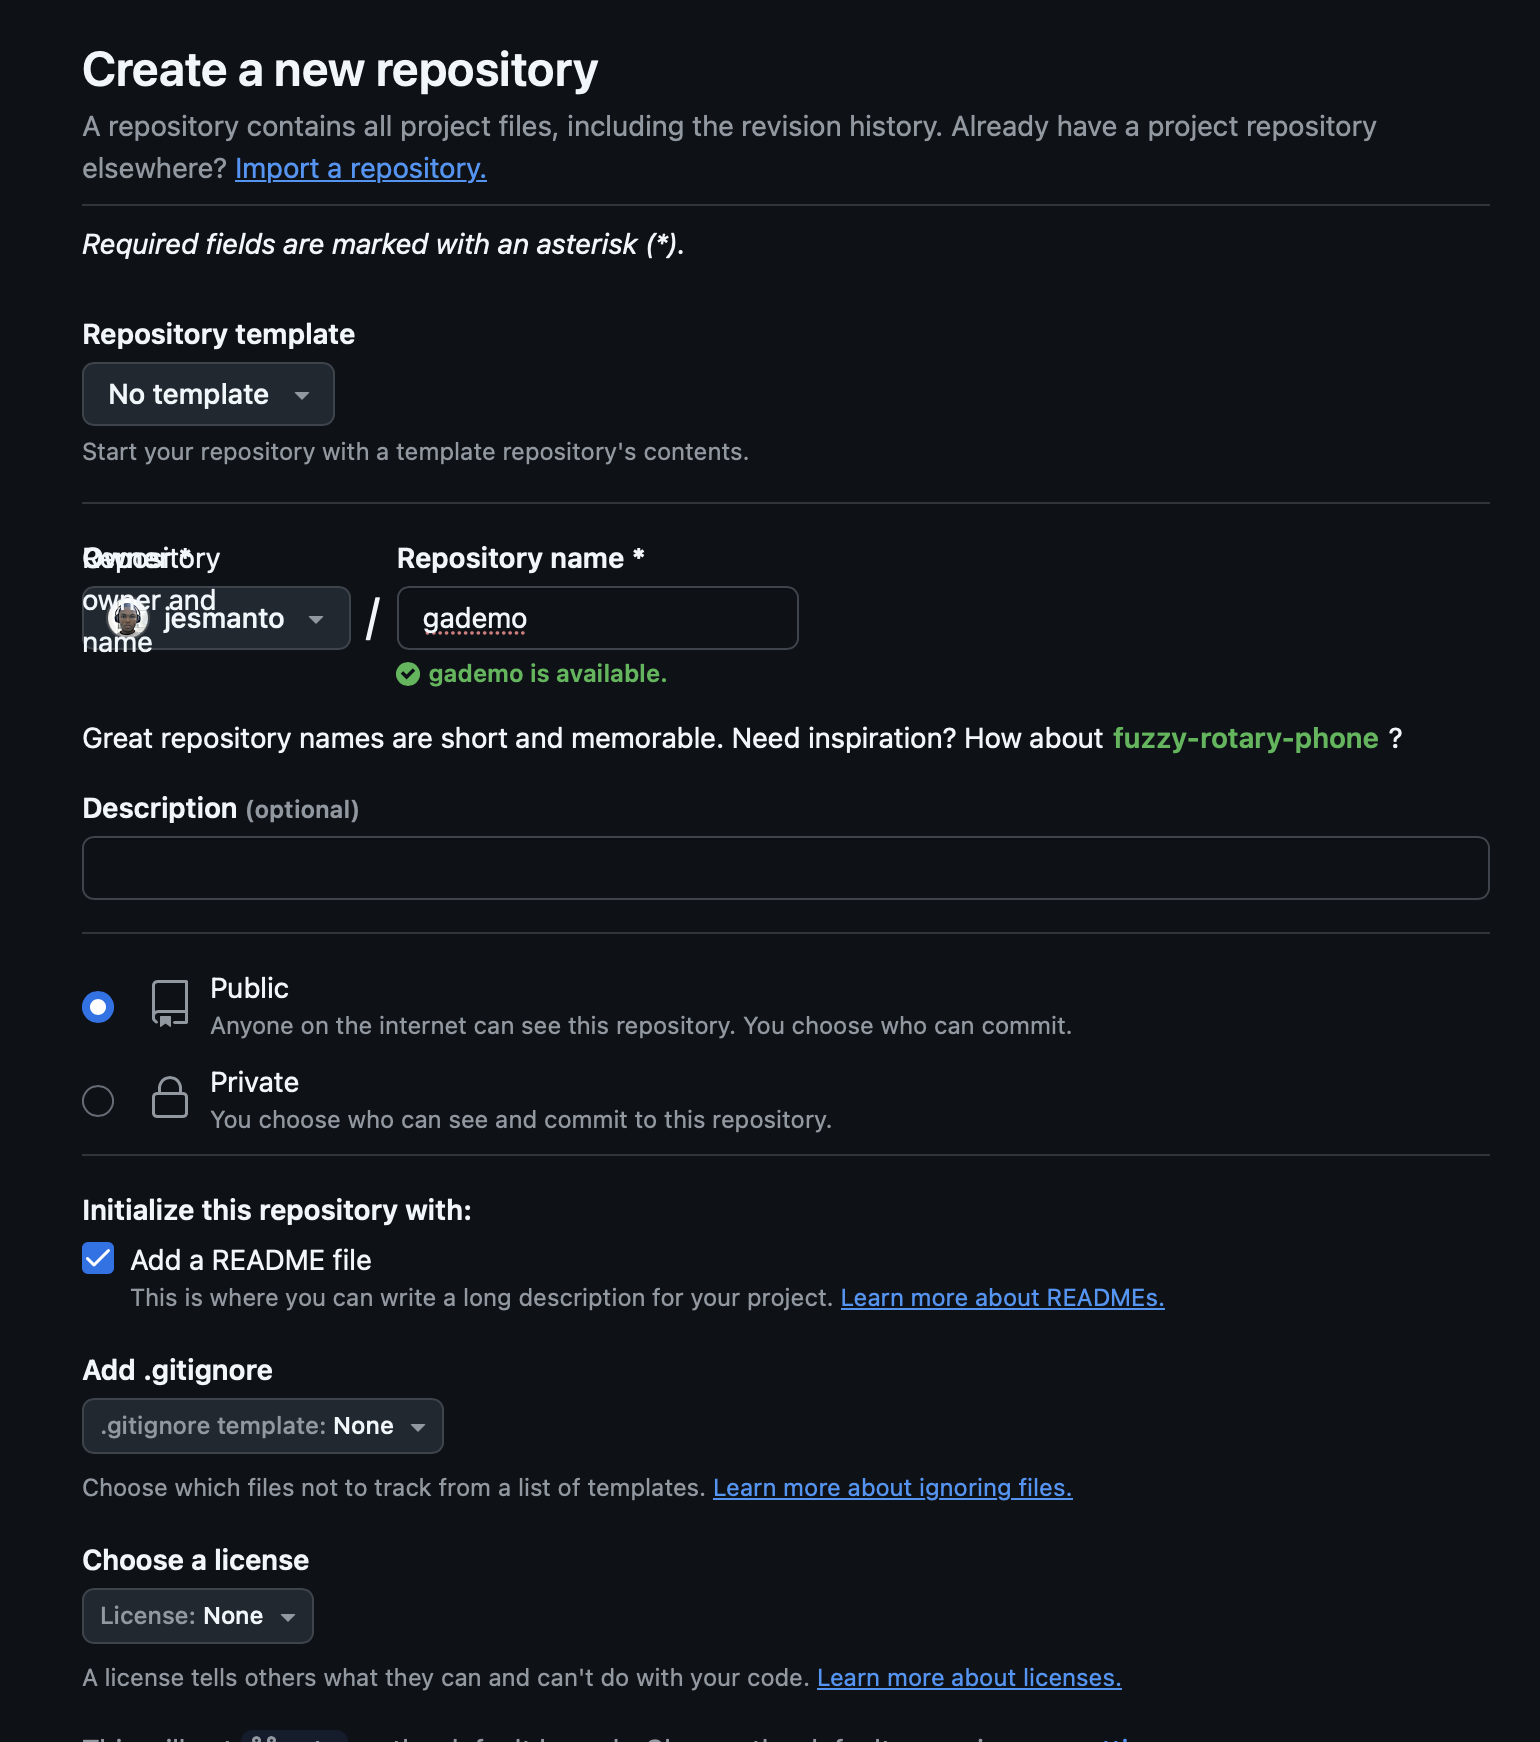 Create a new repository
A repository contains all project files, including the revision history. Already have a project repository
elsewhere? Import a repository.
Required fields are marked with an asterisk (*).
Repository template
No template
Start your repository with a template repository's contents.
Owner *
Repository
owner and
name
jesmanto
/
Repository name *
gademo
gademo is available.
Great repository names are short and memorable. Need inspiration? How about fuzzy-rotary-phone ?
Description (optional)
Public
Anyone on the internet can see this repository. You choose who can commit.
Private
You choose who can see and commit to this repository.
Initialize this repository with:
Add a README file
This is where you can write a long description for your project. Learn more about READMEs.
Add .gitignore
.gitignore template: None
Choose which files not to track from a list of templates. Learn more about ignoring files.
Choose a license
License: None
A license tells others what they can and can't do with your code. Learn more about licenses.